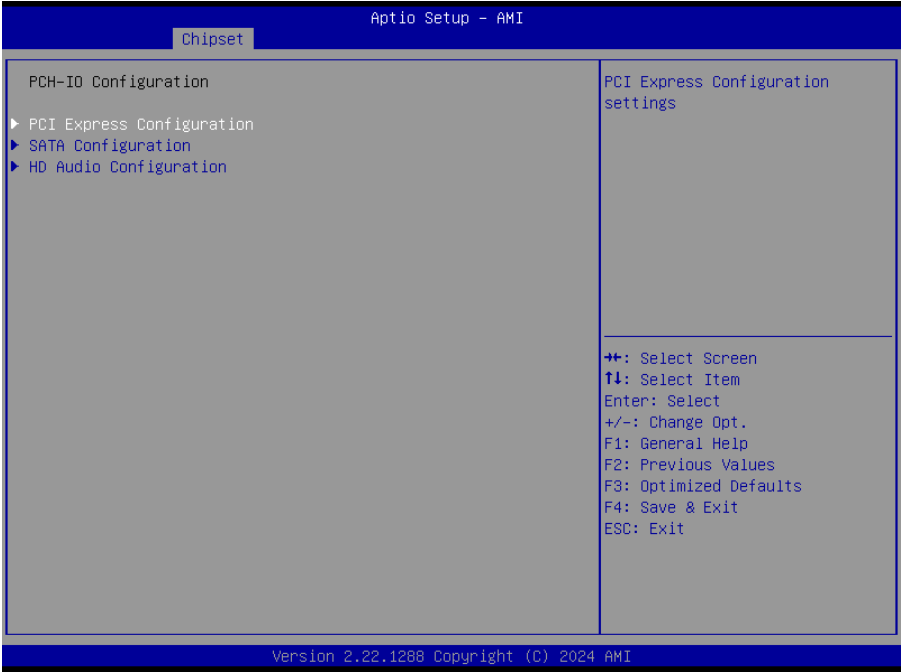 Aptio Setup – AMI
Chipset
PCH-IO Configuration
PCI Express Configuration
SATA Configuration
HD Audio Configuration
PCI Express Configuration
settings
→←: Select Screen
↑↓: Select Item
Enter: Select
+/-: Change Opt.
F1: General Help
F2: Previous Values
F3: Optimized Defaults
F4: Save & Exit
ESC: Exit
Version 2.22.1288 Copyright (C) 2024 AMI